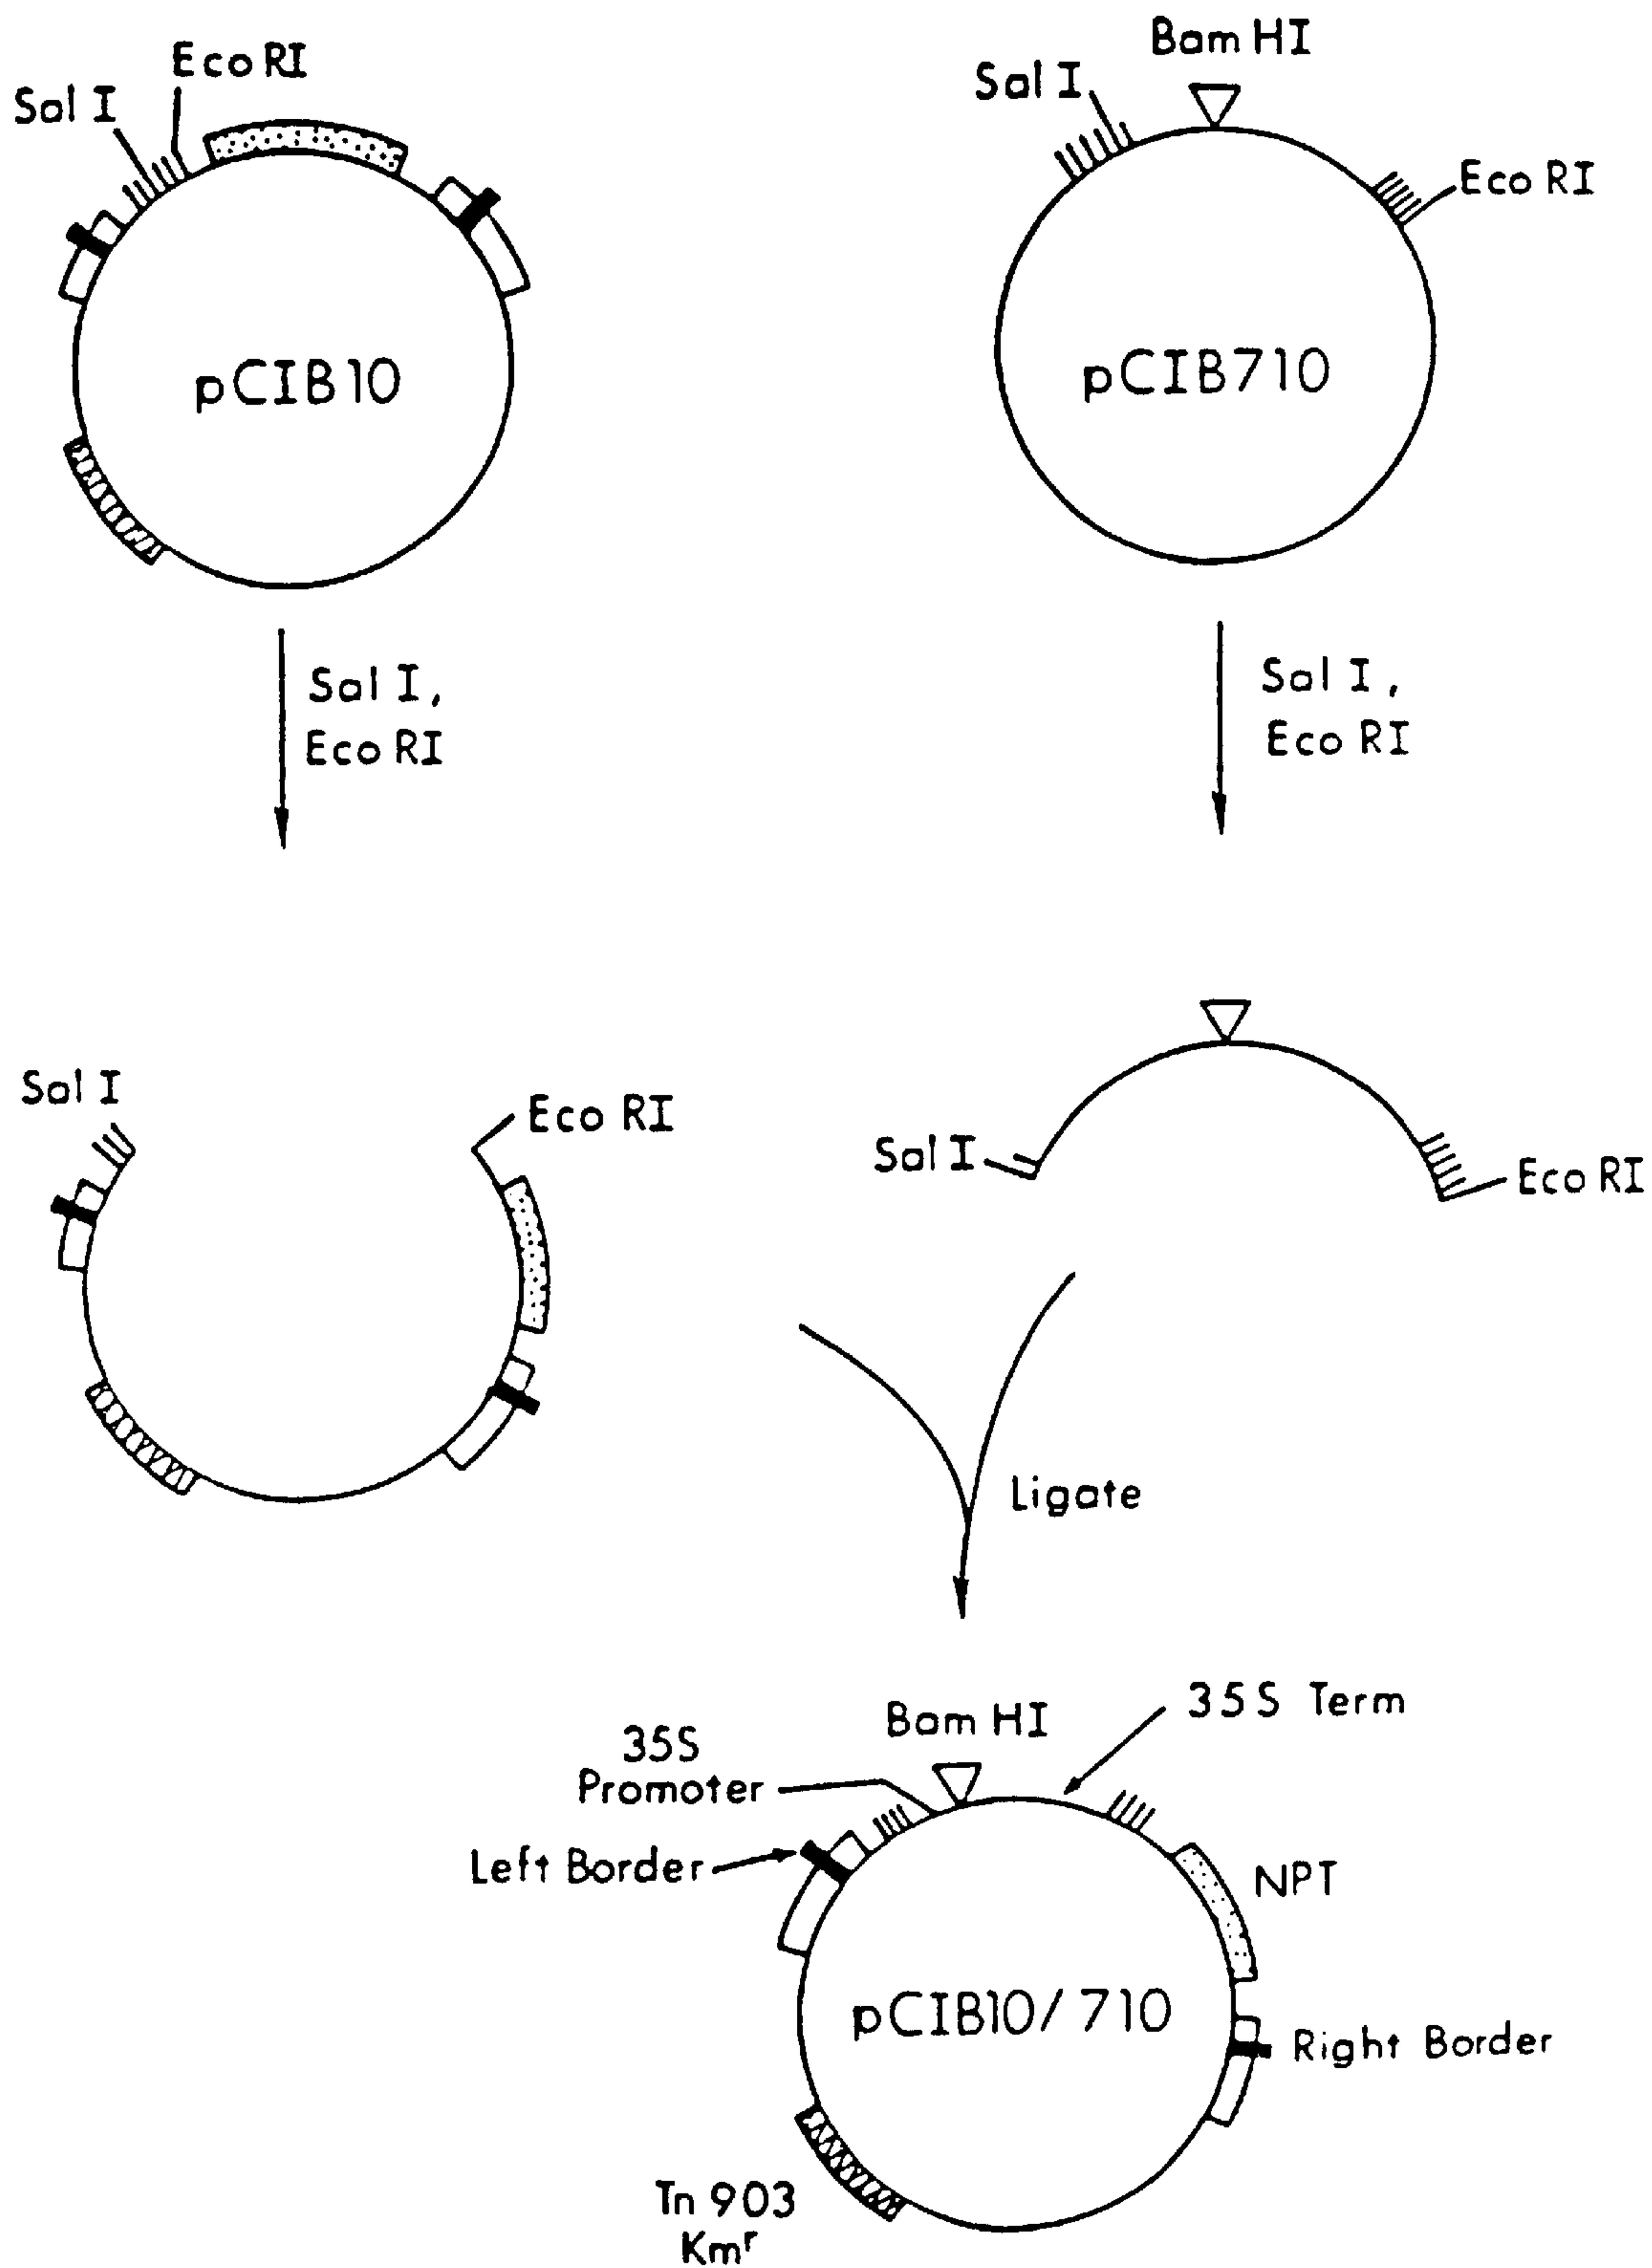 Eco RI
Sal I
pCIB10
Bam HI
Sal I
Eco RI
pCIB710
Sal I,
Eco RI
Sal I,
Eco RI
Sal I
Eco RI
Sal I
Eco RI
Ligate
35S
Promoter
Bam HI
35S Term
Left Border
NPT
pCIB10/710
Right Border
Tn 903
Kmʳ